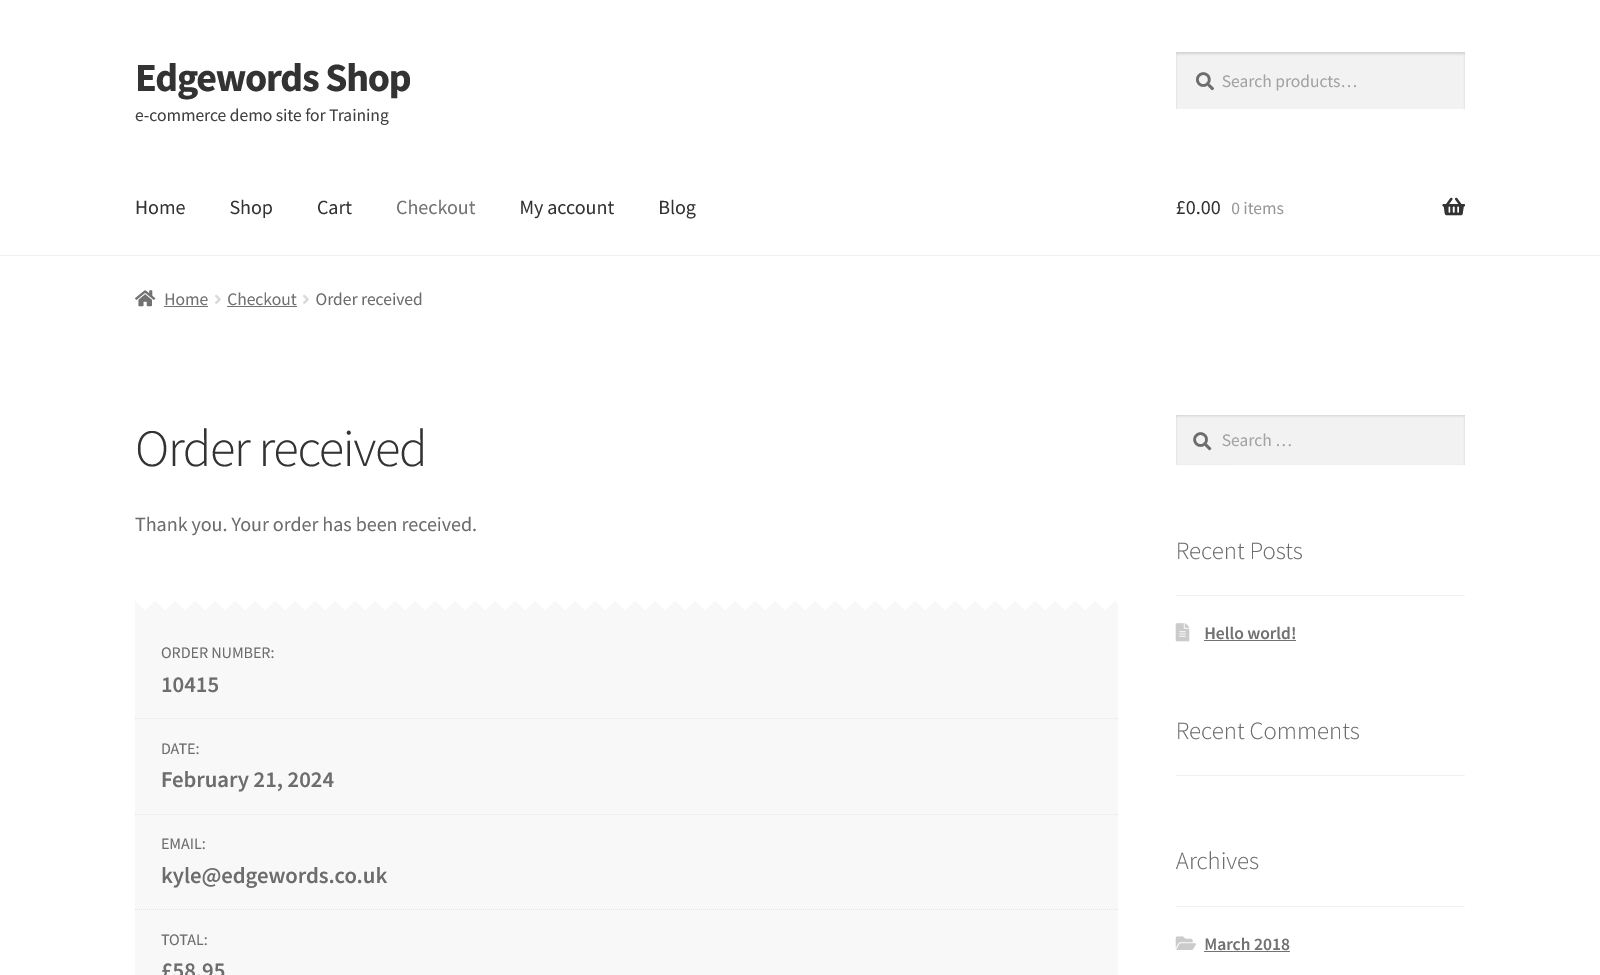 Edgewords Shop
e-commerce demo site for Training
Search products…
Home
Shop
Cart
Checkout
My account
Blog
£0.00 0 items
Home
Checkout
Order received
Order received
Thank you. Your order has been received.
ORDER NUMBER:
10415
DATE:
February 21, 2024
EMAIL:
kyle@edgewords.co.uk
TOTAL:
£58.95
Search …
Recent Posts
Hello world!
Recent Comments
Archives
March 2018